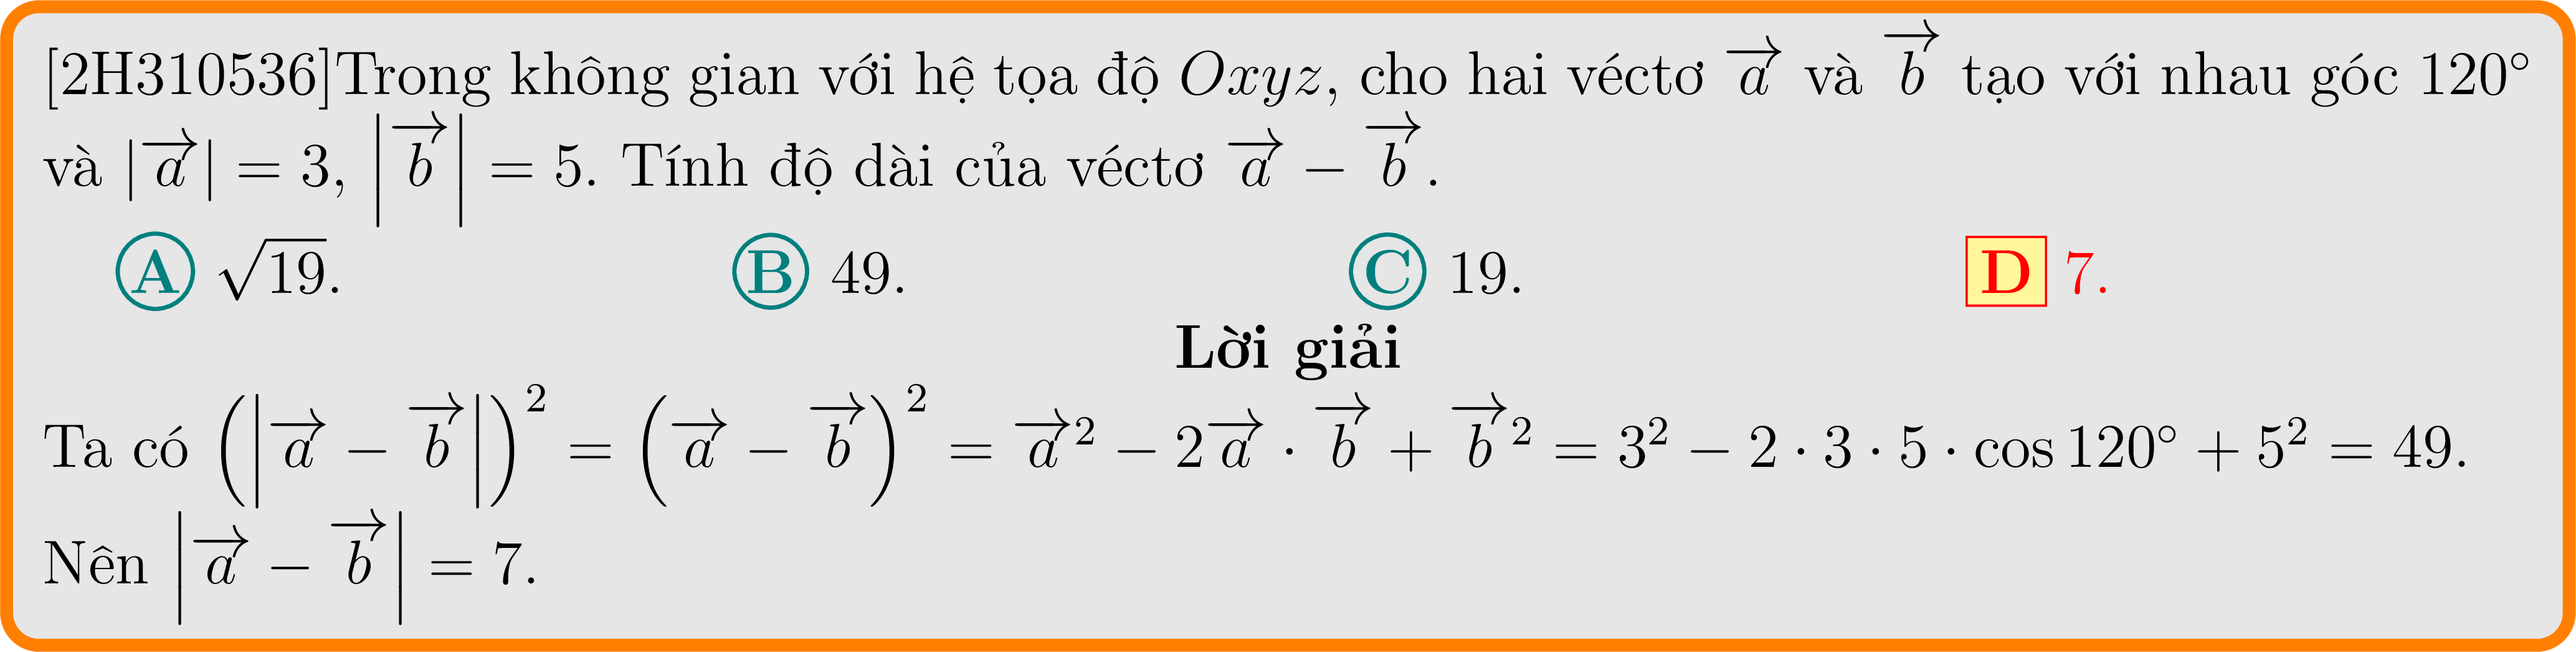 [2H310536]Trong không gian với hệ tọa độ $Oxyz$, cho hai véctơ $\overrightarrow{a}$ và $\overrightarrow{b}$ tạo với nhau góc $120^\circ$
và $|\overrightarrow{a}| = 3$, $\left|\overrightarrow{b}\right| = 5$. Tính độ dài của véctơ $\overrightarrow{a} - \overrightarrow{b}$.
A $\sqrt{19}$. B 49. C 19. D 7.
Lời giải
Ta có $\left(\left|\overrightarrow{a} - \overrightarrow{b}\right|\right)^2 = \left(\overrightarrow{a} - \overrightarrow{b}\right)^2 = \overrightarrow{a}^2 - 2\overrightarrow{a} \cdot \overrightarrow{b} + \overrightarrow{b}^2 = 3^2 - 2 \cdot 3 \cdot 5 \cdot \cos 120^\circ + 5^2 = 49$.
Nên $\left|\overrightarrow{a} - \overrightarrow{b}\right| = 7$.